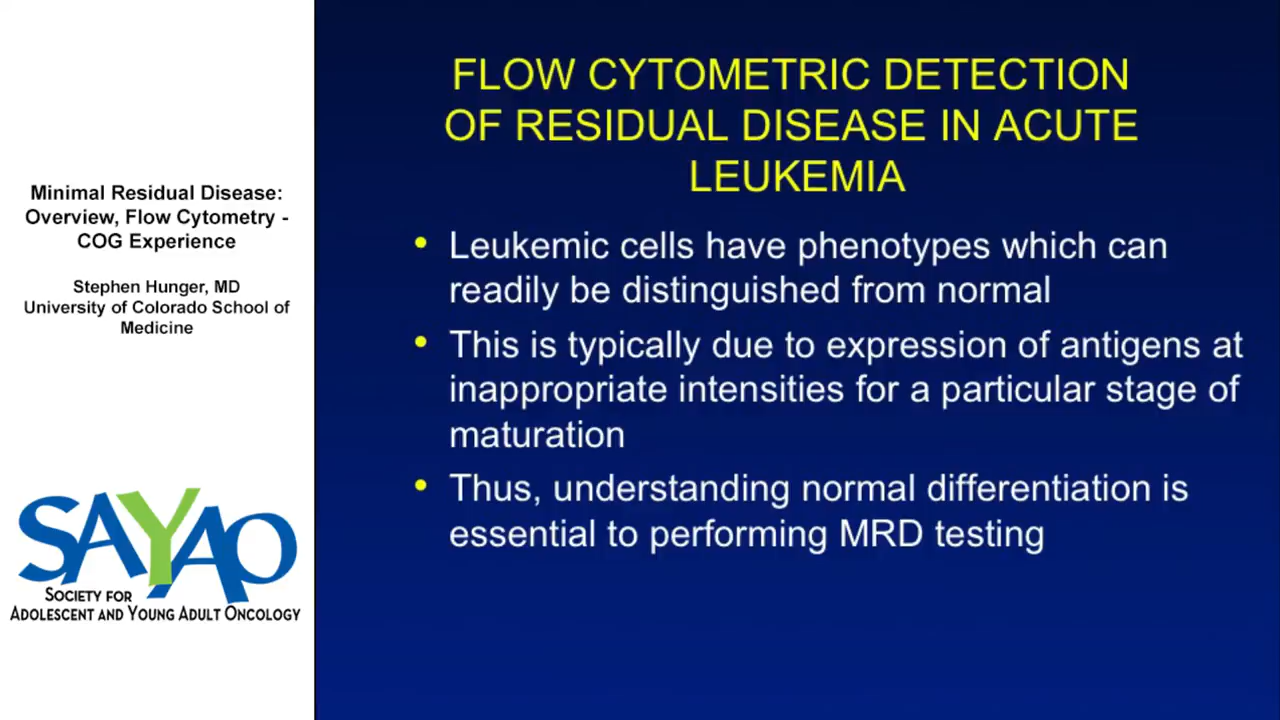 Minimal Residual Disease:
Overview, Flow Cytometry -
COG Experience
Stephen Hunger, MD
University of Colorado School of
Medicine
SAYAO
SOCIETY FOR
ADOLESCENT AND YOUNG ADULT ONCOLOGY
FLOW CYTOMETRIC DETECTION
OF RESIDUAL DISEASE IN ACUTE
LEUKEMIA
• Leukemic cells have phenotypes which can
readily be distinguished from normal
• This is typically due to expression of antigens at
inappropriate intensities for a particular stage of
maturation
• Thus, understanding normal differentiation is
essential to performing MRD testing